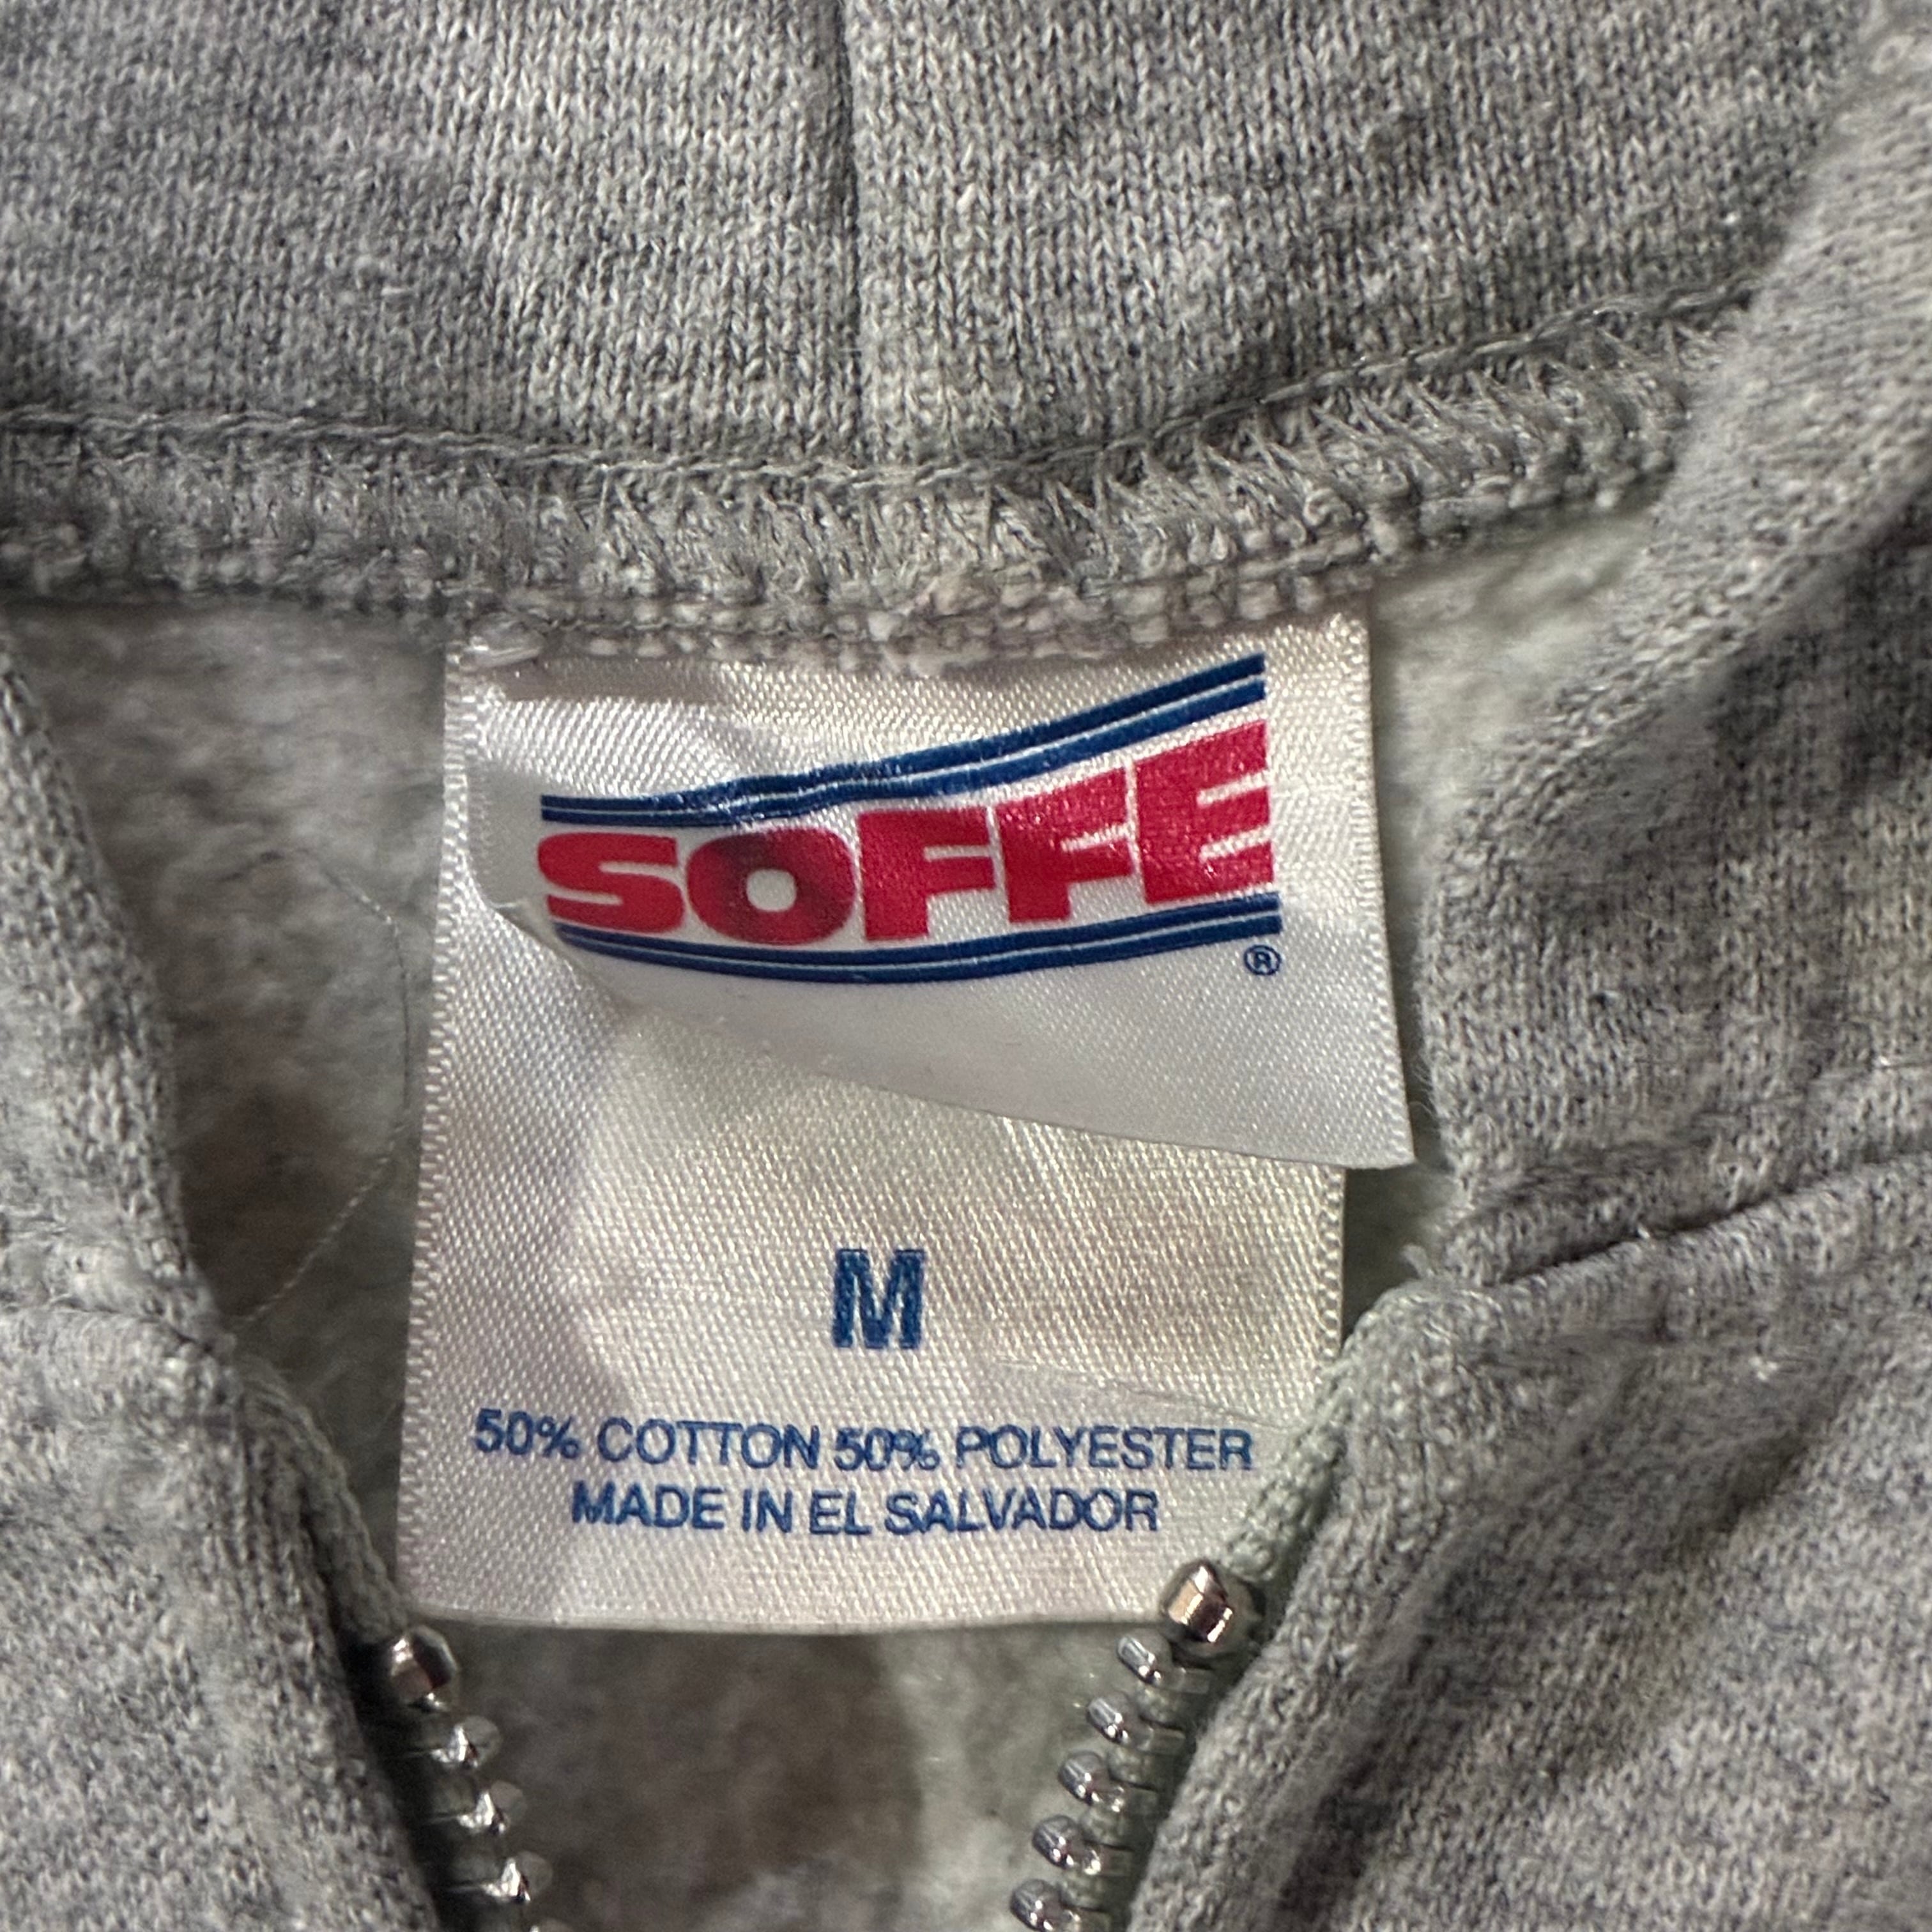 SOFFE
®
M
50% COTTON 50% POLYESTER
MADE IN EL SALVADOR